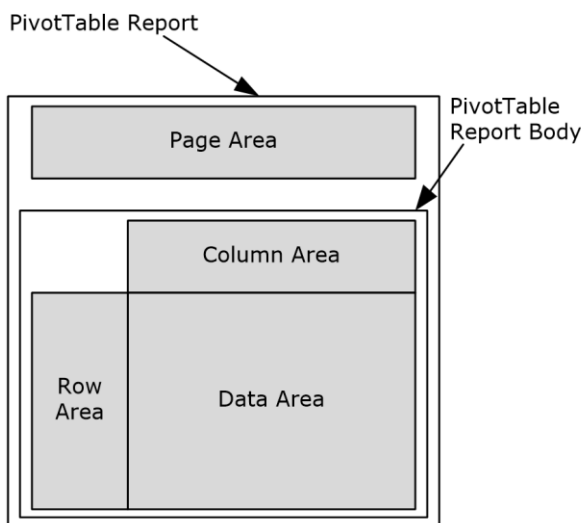 PivotTable Report
PivotTable
Report Body
Page Area
Column Area
Row
Area
Data Area